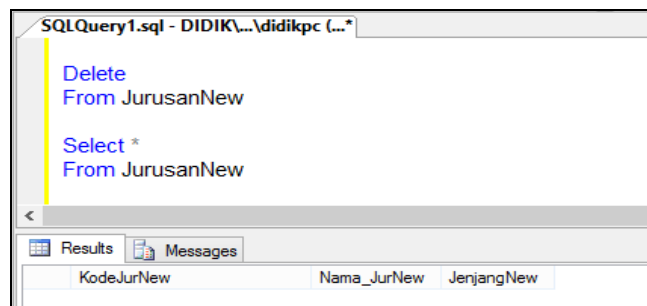 SQLQuery1.sql - DIDIK\...\didikpc (...*
Delete
From JurusanNew
Select *
From JurusanNew
<
Results Messages
KodeJurNew Nama_JurNew JenjangNew